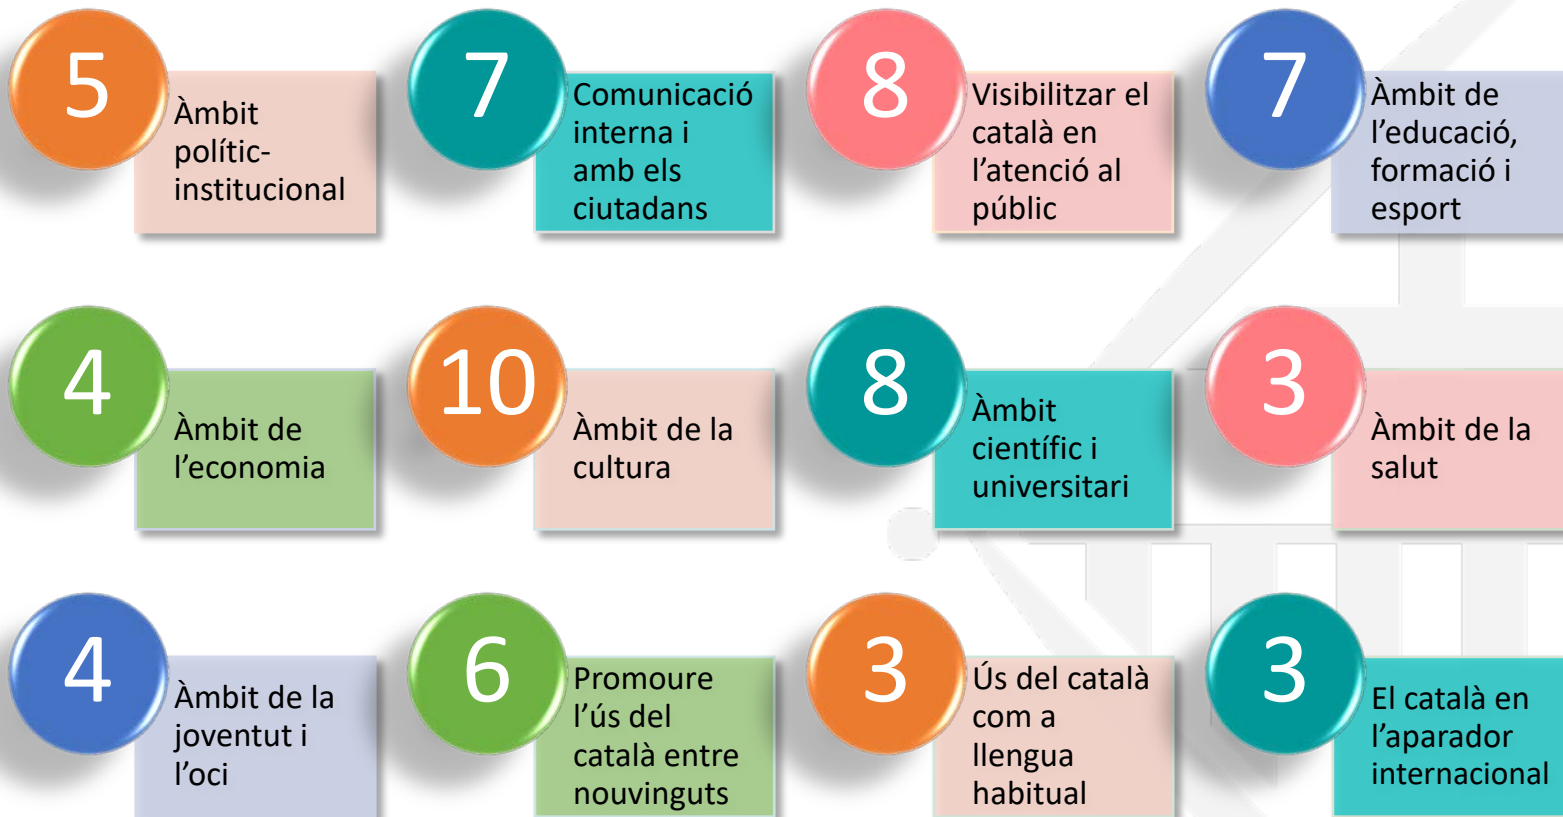 5
Àmbit
polític-
institucional
7
Comunicació
interna i
amb els
ciutadans
8
Visibilitzar el
català en
l’atenció al
públic
7
Àmbit de
l’educació,
formació i
esport
4
Àmbit de
l’economia
10
Àmbit de la
cultura
8
Àmbit
científic i
universitari
3
Àmbit de la
salut
4
Àmbit de la
joventut i
l’oci
6
Promoure
l’ús del
català entre
nouvinguts
3
Ús del català
com a
llengua
habitual
3
El català en
l’aparador
internacional